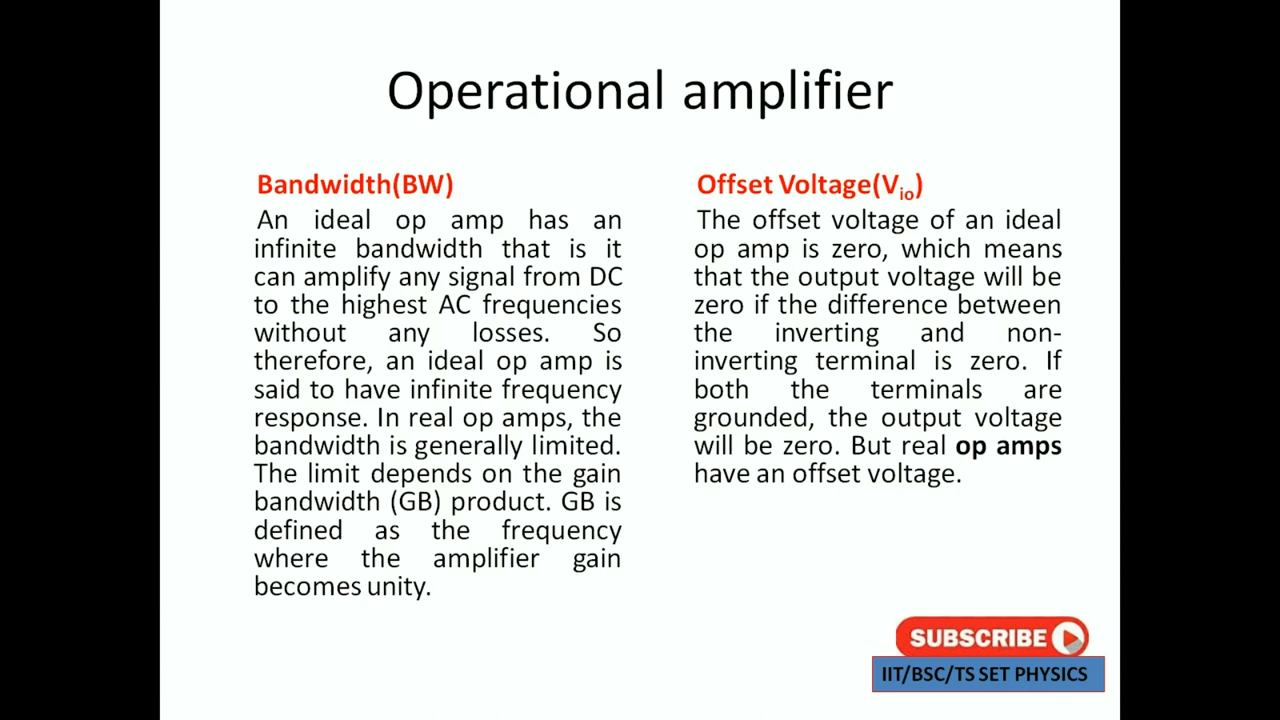 Operational amplifier
Bandwidth(BW)
An ideal op amp has an
infinite bandwidth that is it
can amplify any signal from DC
to the highest AC frequencies
without any losses. So
therefore, an ideal op amp is
said to have infinite frequency
response. In real op amps, the
bandwidth is generally limited.
The limit depends on the gain
bandwidth (GB) product. GB is
defined as the frequency
where the amplifier gain
becomes unity.
Offset Voltage(Vio)
The offset voltage of an ideal
op amp is zero, which means
that the output voltage will be
zero if the difference between
the inverting and non-
inverting terminal is zero. If
both the terminals are
grounded, the output voltage
will be zero. But real op amps
have an offset voltage.
SUBSCRIBE
IIT/BSC/TS SET PHYSICS